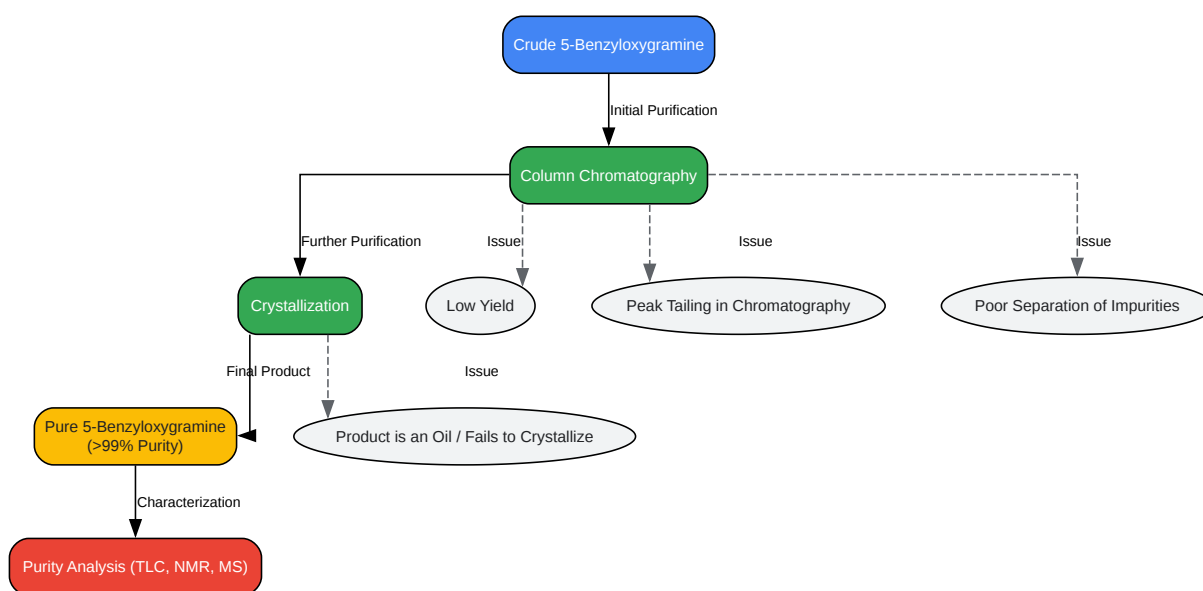 Crude 5-Benzyloxygramine
Initial Purification
Column Chromatography
Further Purification
Issue
Issue
Issue
Crystallization
Low Yield
Peak Tailing in Chromatography
Poor Separation of Impurities
Final Product
Issue
Pure 5-Benzyloxygramine
(>99% Purity)
Product is an Oil / Fails to Crystallize
Characterization
Purity Analysis (TLC, NMR, MS)